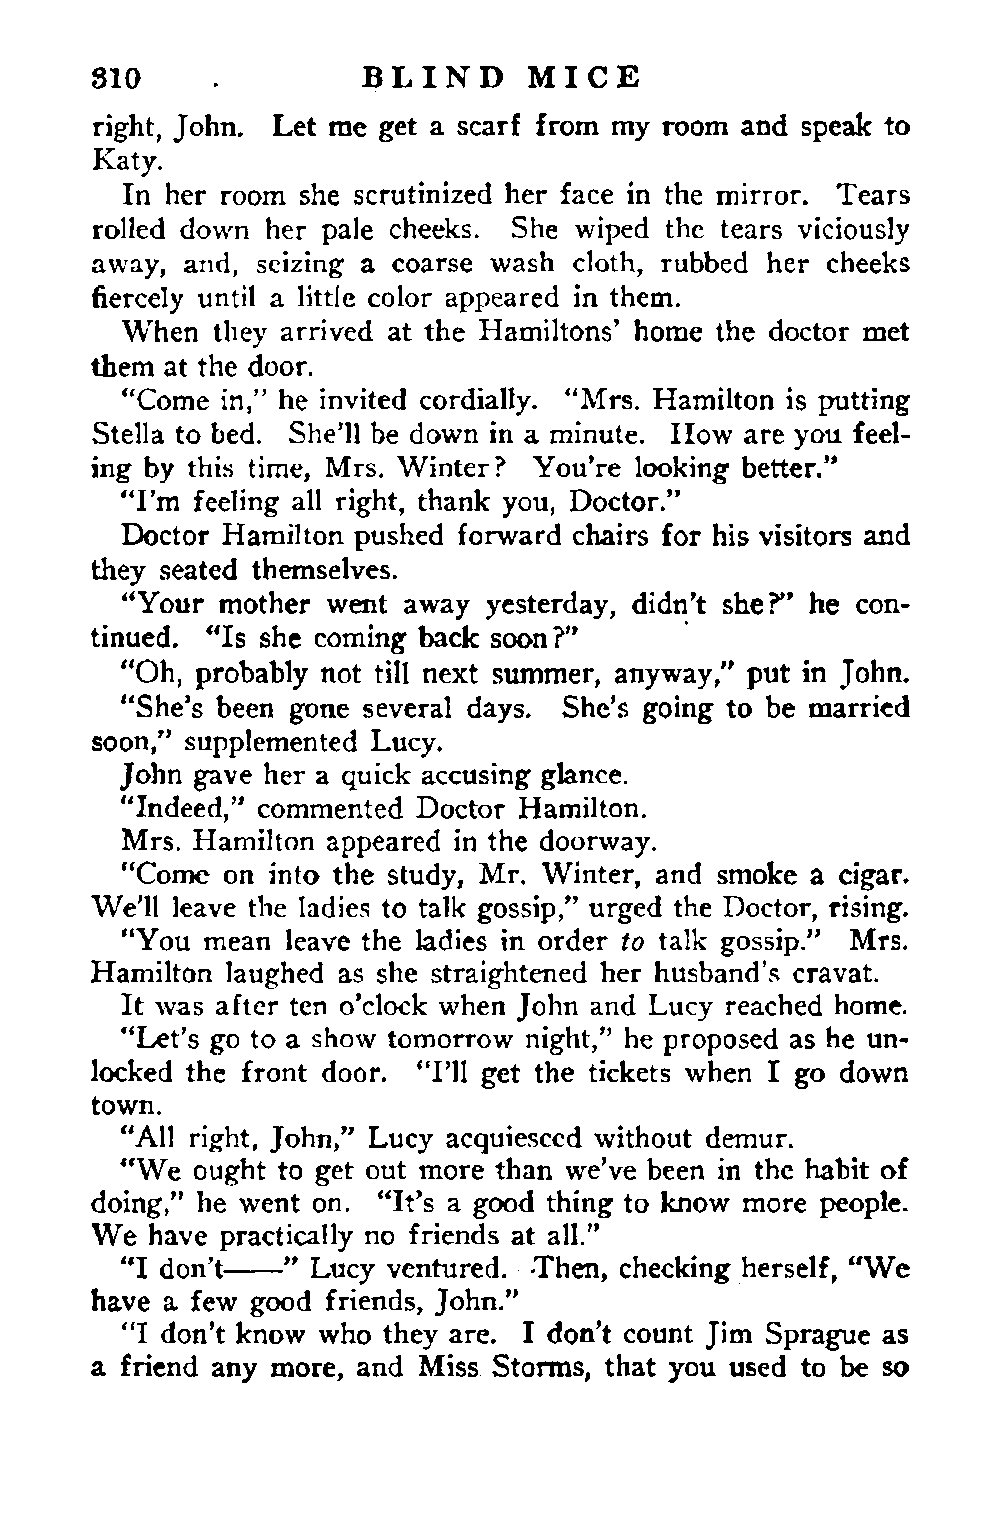 310 BLIND MICE
right, John. Let me get a scarf from my room and speak to
Katy.
In her room she scrutinized her face in the mirror. Tears
rolled down her pale cheeks. She wiped the tears viciously
away, and, seizing a coarse wash cloth, rubbed her cheeks
fiercely until a little color appeared in them.
When they arrived at the Hamiltons' home the doctor met
them at the door.
"Come in," he invited cordially. "Mrs. Hamilton is putting
Stella to bed. She'll be down in a minute. How are you feel-
ing by this time, Mrs. Winter? You're looking better."
"I'm feeling all right, thank you, Doctor."
Doctor Hamilton pushed forward chairs for his visitors and
they seated themselves.
"Your mother went away yesterday, didn't she?" he con-
tinued. "Is she coming back soon?"
"Oh, probably not till next summer, anyway," put in John.
"She's been gone several days. She's going to be married
soon," supplemented Lucy.
John gave her a quick accusing glance.
"Indeed," commented Doctor Hamilton.
Mrs. Hamilton appeared in the doorway.
"Come on into the study, Mr. Winter, and smoke a cigar.
We'll leave the ladies to talk gossip," urged the Doctor, rising.
"You mean leave the ladies in order to talk gossip." Mrs.
Hamilton laughed as she straightened her husband's cravat.
It was after ten o'clock when John and Lucy reached home.
"Let's go to a show tomorrow night," he proposed as he un-
locked the front door. "I'll get the tickets when I go down
town.
"All right, John," Lucy acquiesced without demur.
"We ought to get out more than we've been in the habit of
doing," he went on. "It's a good thing to know more people.
We have practically no friends at all."
"I don't——" Lucy ventured. Then, checking herself, "We
have a few good friends, John."
"I don't know who they are. I don't count Jim Sprague as
a friend any more, and Miss Storms, that you used to be so